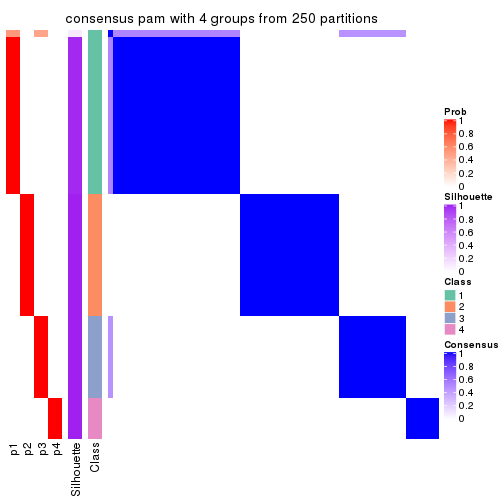 consensus pam with 4 groups from 250 partitions
Prob
1
0.8
0.6
0.4
0.2
0
Silhouette
1
0.8
0.6
0.4
0.2
0
Class
1
2
3
4
Consensus
1
0.8
0.6
0.4
0.2
0
p1
p2
p3
p4
Silhouette
Class